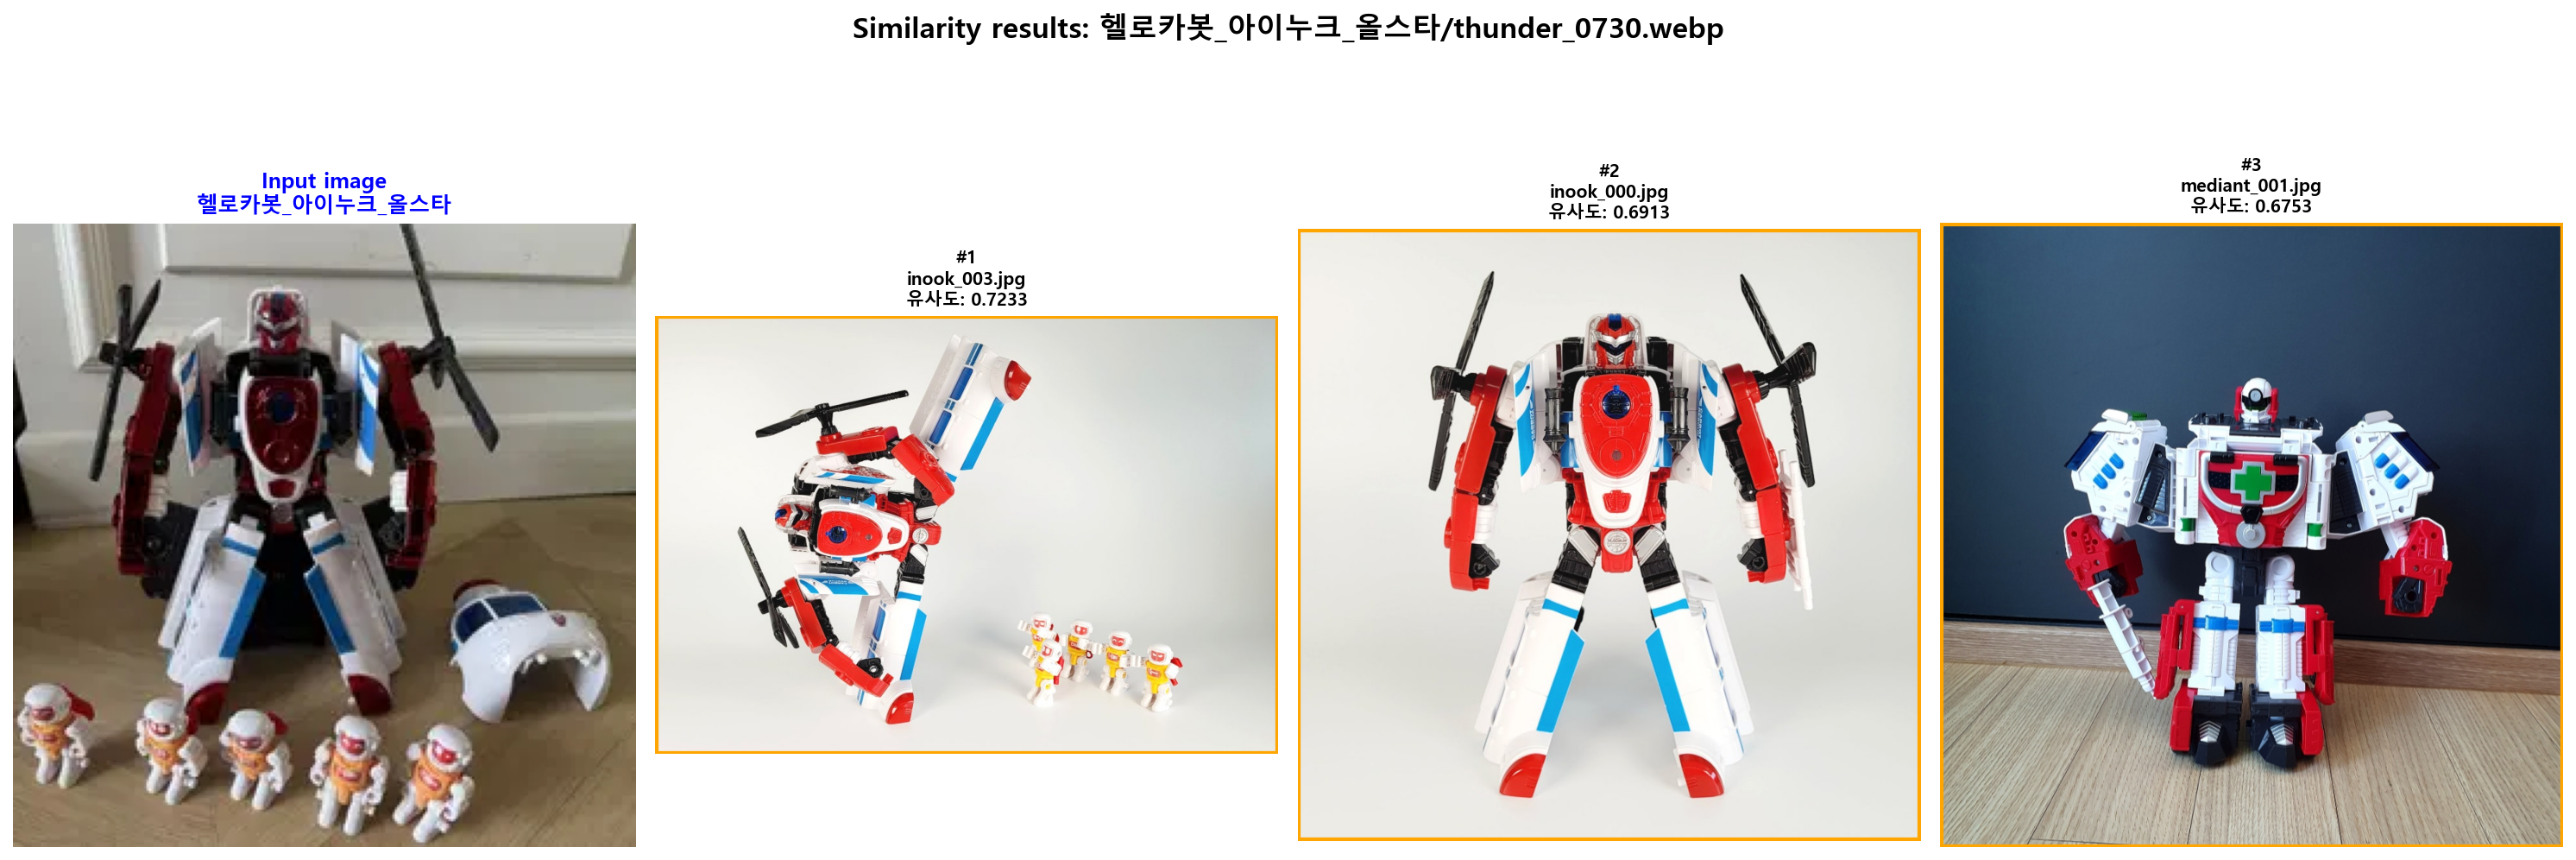 Similarity results: 헬로카봇_아이누크_올스타/thunder_0730.webp
Input image
헬로카봇_아이누크_올스타
#1
inook_003.jpg
유사도: 0.7233
#2
inook_000.jpg
유사도: 0.6913
#3
mediant_001.jpg
유사도: 0.6753